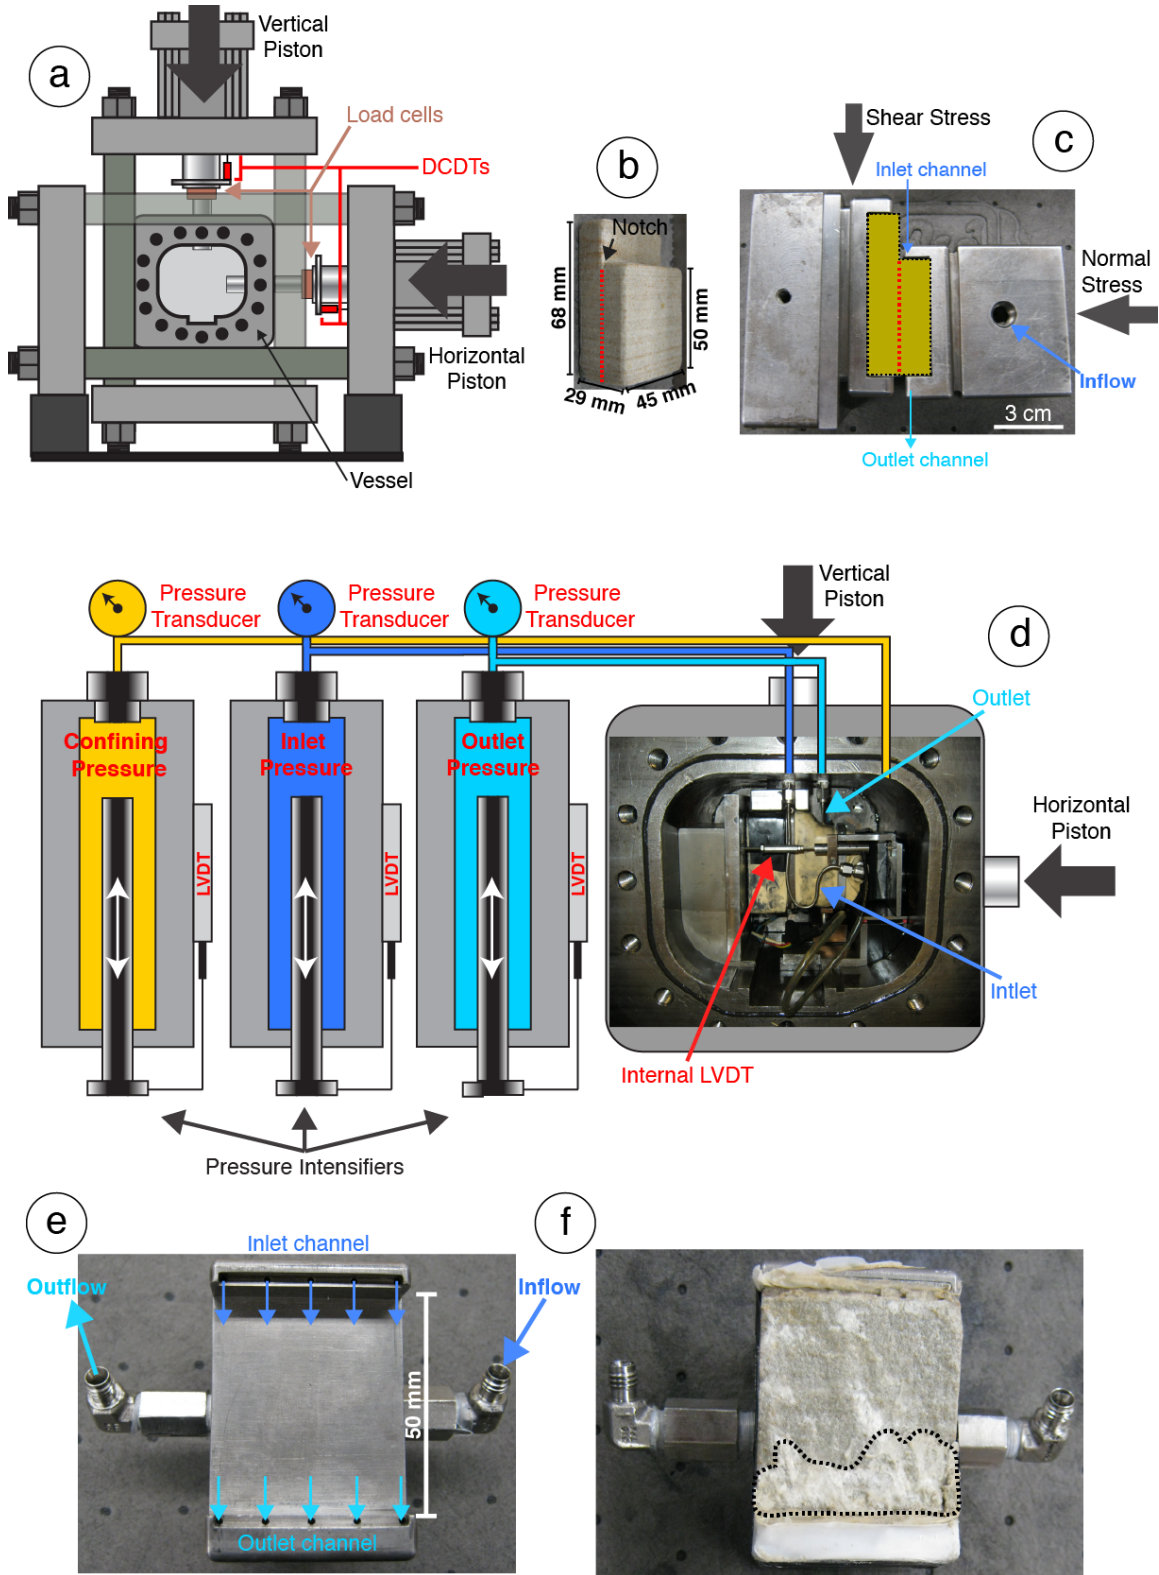 a
Vertical
Piston
Load cells
DCDTs
Horizontal
Piston
Vessel
b
Notch
68 mm
50 mm
29 mm
45 mm
c
Shear Stress
Inlet channel
Normal
Stress
Inflow
3 cm
Outlet channel
d
Pressure
Transducer
Pressure
Transducer
Pressure
Transducer
Vertical
Piston
Confining
Pressure
Inlet
Pressure
Outlet
Pressure
LVDT
LVDT
LVDT
Outlet
Horizontal
Piston
Intlet
Internal LVDT
Pressure Intensifiers
e
Inlet channel
Outflow
Inflow
50 mm
Outlet channel
f